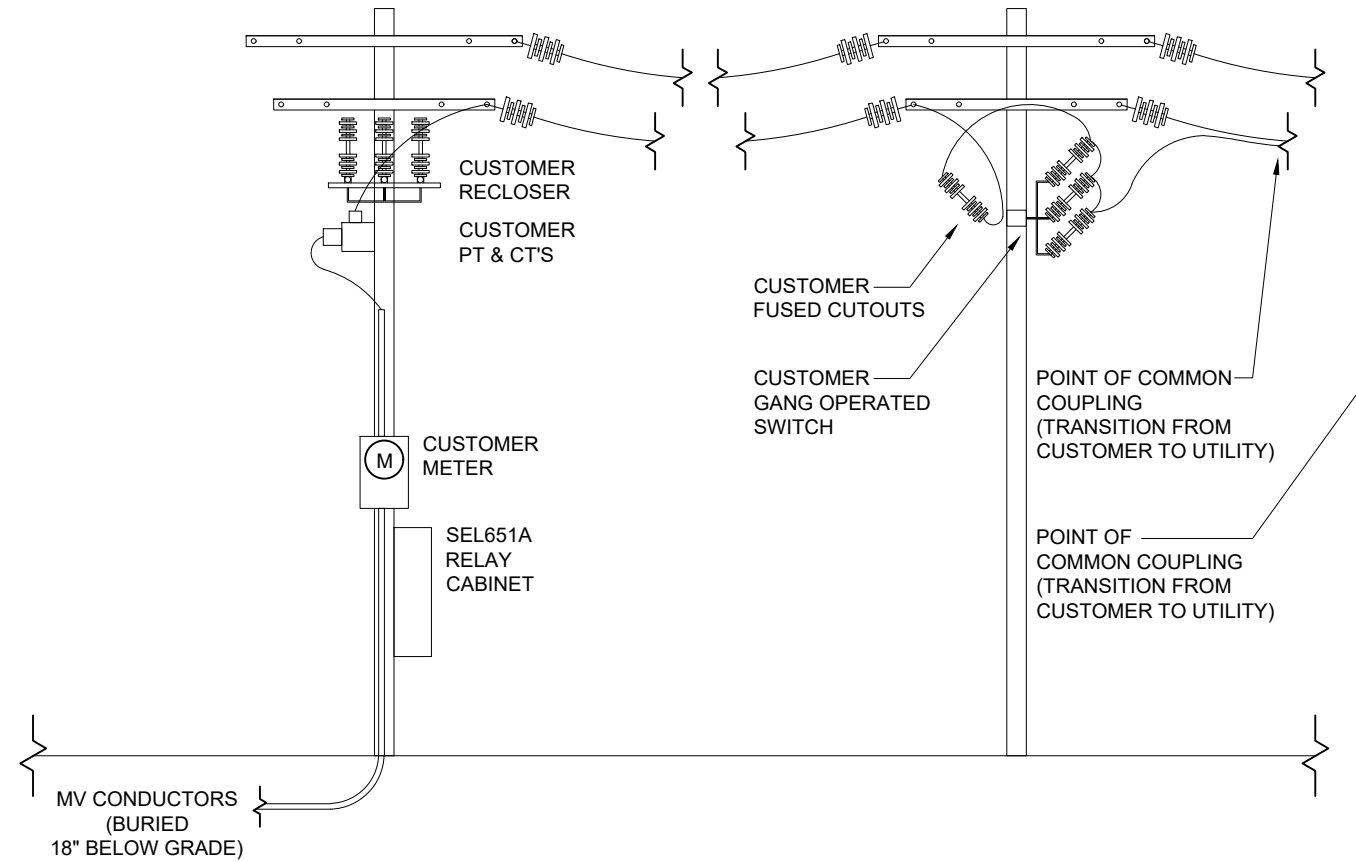 CUSTOMER
RECLOSER
CUSTOMER
PT & CT'S
CUSTOMER
METER
M
SEL651A
RELAY
CABINET
MV CONDUCTORS
(BURIED
18" BELOW GRADE)
CUSTOMER
FUSED CUTOUTS
CUSTOMER
GANG OPERATED
SWITCH
POINT OF COMMON
COUPLING
(TRANSITION FROM
CUSTOMER TO UTILITY)
POINT OF
COMMON COUPLING
(TRANSITION FROM
CUSTOMER TO UTILITY)